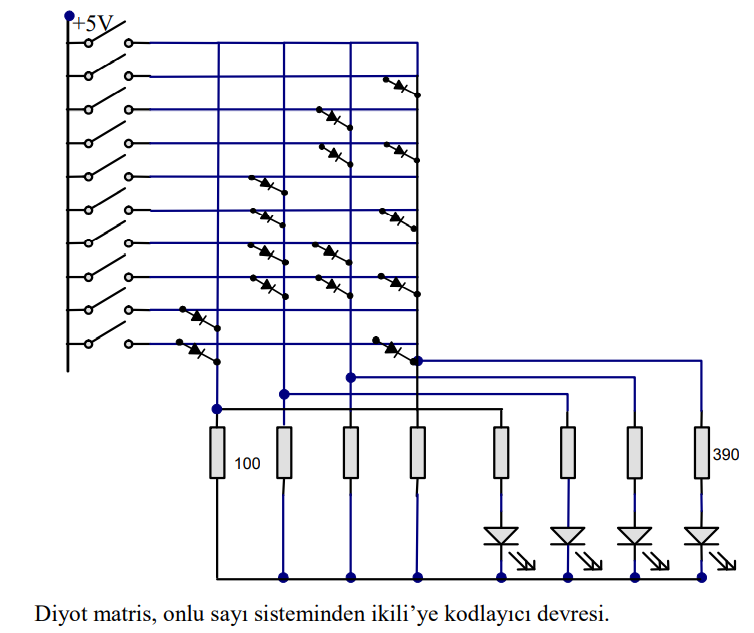 +5V
100
390
Diyot matris, onlu sayı sisteminden ikili’ye kodlayıcı devresi.